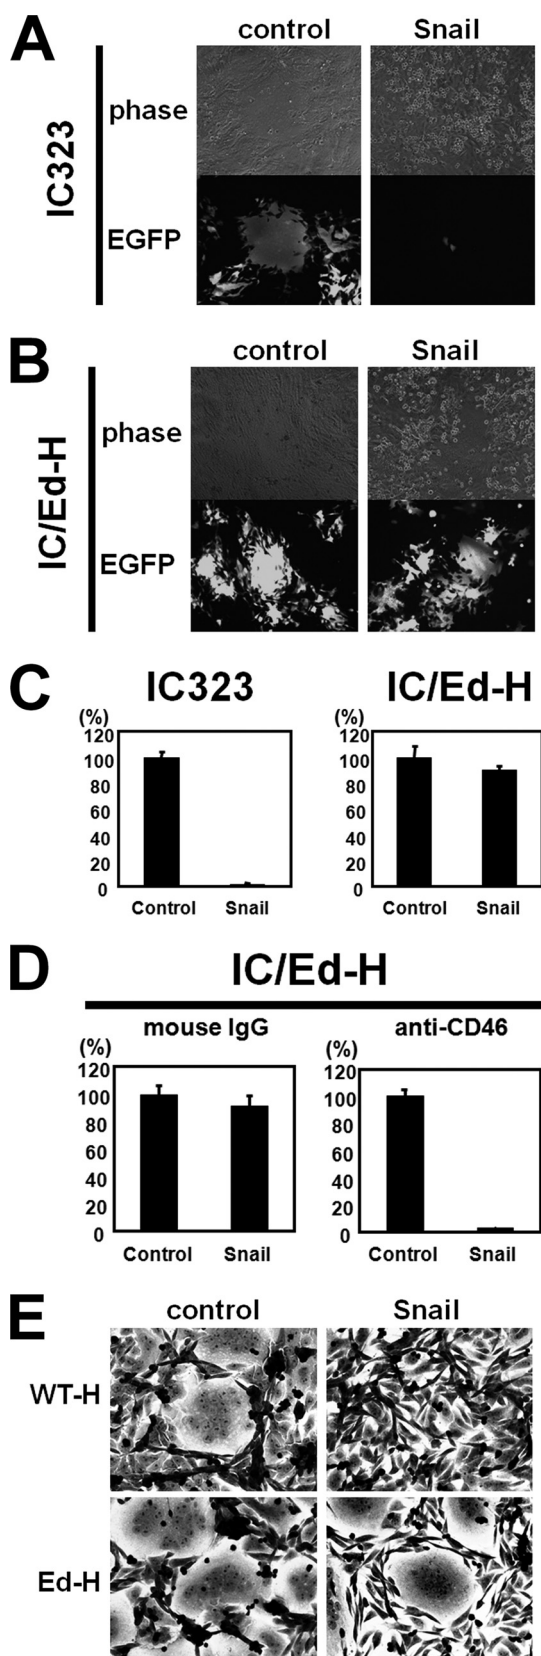 A
control Snail
IC323
phase
EGFP
B
control Snail
IC/Ed-H
phase
EGFP
C
IC323 IC/Ed-H
(%) (%)
120 120
100 100
80 80
60 60
40 40
20 20
0 0
Control Snail Control Snail
D
IC/Ed-H
mouse IgG anti-CD46
(%) (%)
120 120
100 100
80 80
60 60
40 40
20 20
0 0
Control Snail Control Snail
E
control Snail
WT-H
Ed-H